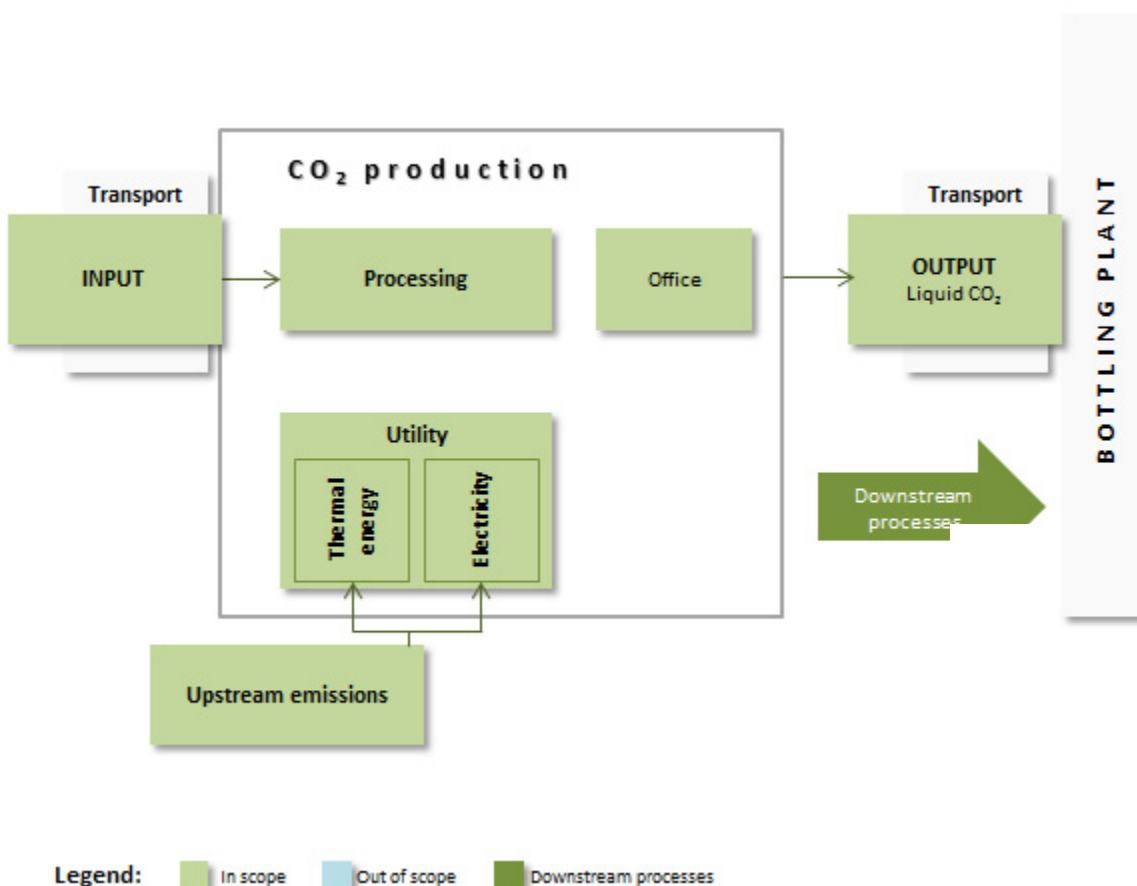 CO₂ production
Transport
INPUT
Processing
Office
Transport
OUTPUT
Liquid CO₂
BOTTLING PLANT
Utility
Thermal
energy
Electricity
Downstream
processes
Upstream emissions
Legend: In scope Out of scope Downstream processes